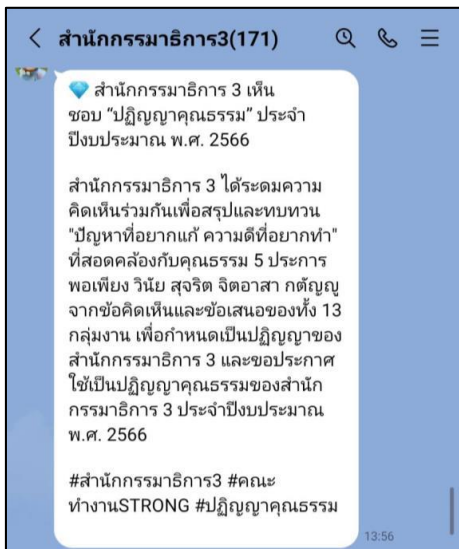 สำนักกรรมาธิการ3(171)
💎 สำนักกรรมาธิการ 3 เห็น
ชอบ “ปฏิญญาคุณธรรม” ประจำ
ปีงบประมาณ พ.ศ. 2566
สำนักกรรมาธิการ 3 ได้ระดมความ
คิดเห็นร่วมกันเพื่อสรุปและทบทวน
"ปัญหาที่อยากแก้ ความดีที่อยากทำ"
ที่สอดคล้องกับคุณธรรม 5 ประการ
พอเพียง วินัย สุจริต จิตอาสา กตัญญู
จากข้อคิดเห็นและข้อเสนอของทั้ง 13
กลุ่มงาน เพื่อกำหนดเป็นปฏิญญาของ
สำนักกรรมาธิการ 3 และขอประกาศ
ใช้เป็นปฏิญญาคุณธรรมของสำนัก
กรรมาธิการ 3 ประจำปีงบประมาณ
พ.ศ. 2566
#สำนักกรรมาธิการ3 #คณะ
ทำงานSTRONG #ปฏิญญาคุณธรรม
13:56